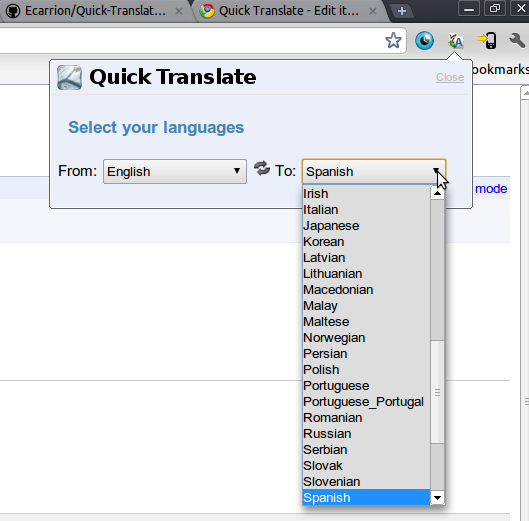 Ecarrion/Quick-Translat...
Quick Translate - Edit it...
Quick Translate
Close
ookmarks
Select your languages
From: English To: Spanish
mode
Irish
Italian
Japanese
Korean
Latvian
Lithuanian
Macedonian
Malay
Maltese
Norwegian
Persian
Polish
Portuguese
Portuguese_Portugal
Romanian
Russian
Serbian
Slovak
Slovenian
Spanish